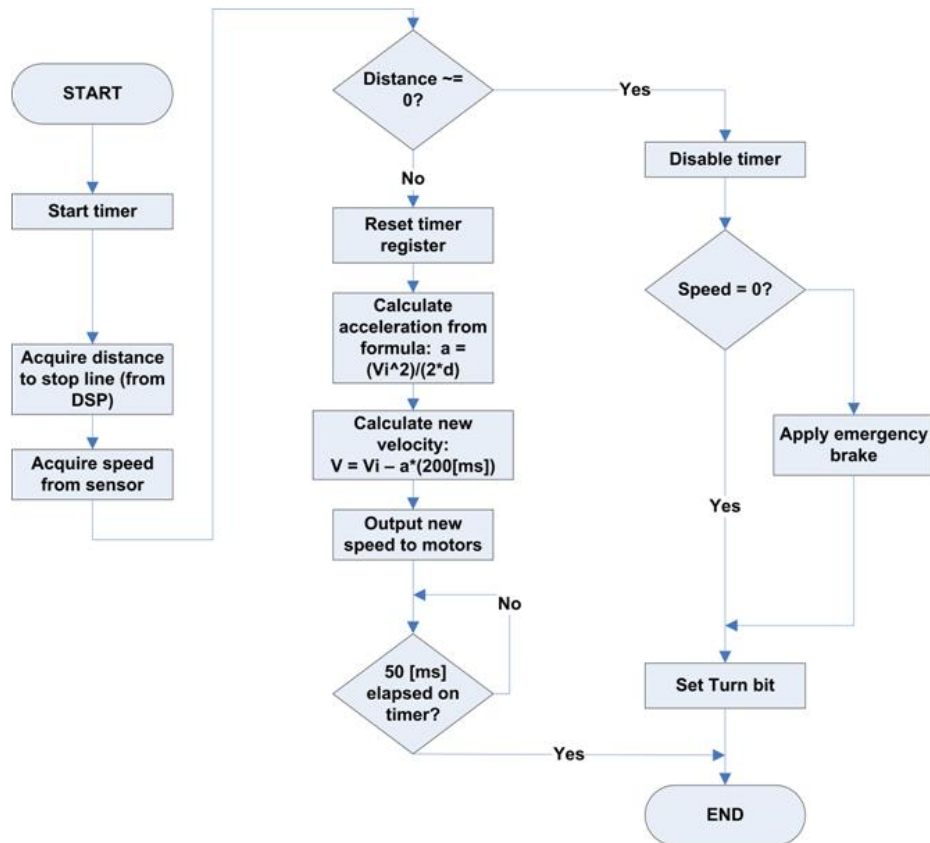 START
Start timer
Acquire distance
to stop line (from
DSP)
Acquire speed
from sensor
Distance ~=
0?
Yes
No
Reset timer
register
Calculate
acceleration from
formula: a =
(Vi^2)/(2*d)
Calculate new
velocity:
V = Vi – a*(200[ms])
Output new
speed to motors
No
50 [ms]
elapsed on
timer?
Yes
Disable timer
Speed = 0?
Apply emergency
brake
Yes
Set Turn bit
END